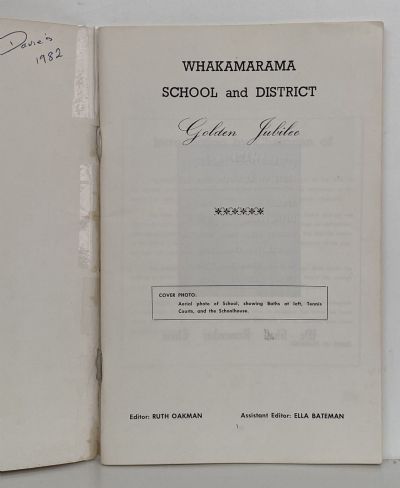 Davies
1982
WHAKAMARAMA
SCHOOL and DISTRICT
Golden Jubilee
******
COVER PHOTO:
Aerial photo of School, showing Baths at left, Tennis
Courts, and the Schoolhouse.
Editor: RUTH OAKMAN Assistant Editor: ELLA BATEMAN